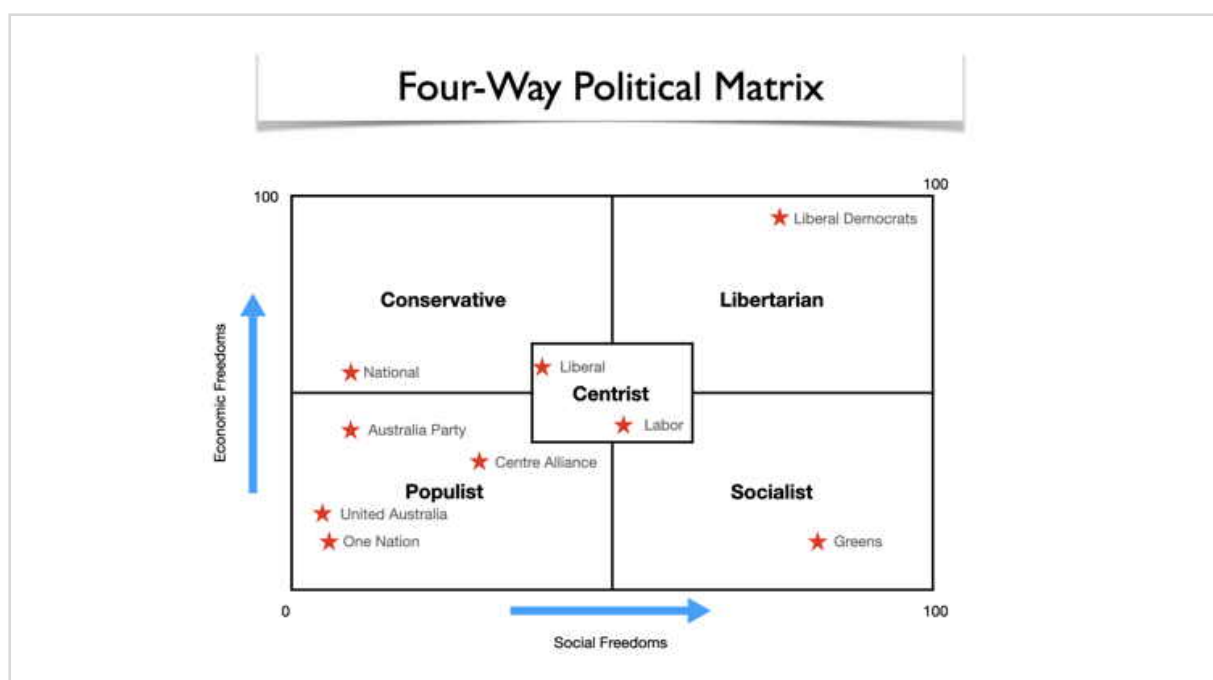 Four-Way Political Matrix
100
100
Liberal Democrats
Conservative
Libertarian
Economic Freedoms
National
Liberal
Centrist
Australia Party
Labor
Centre Alliance
Populist
Socialist
United Australia
One Nation
Greens
0
100
Social Freedoms